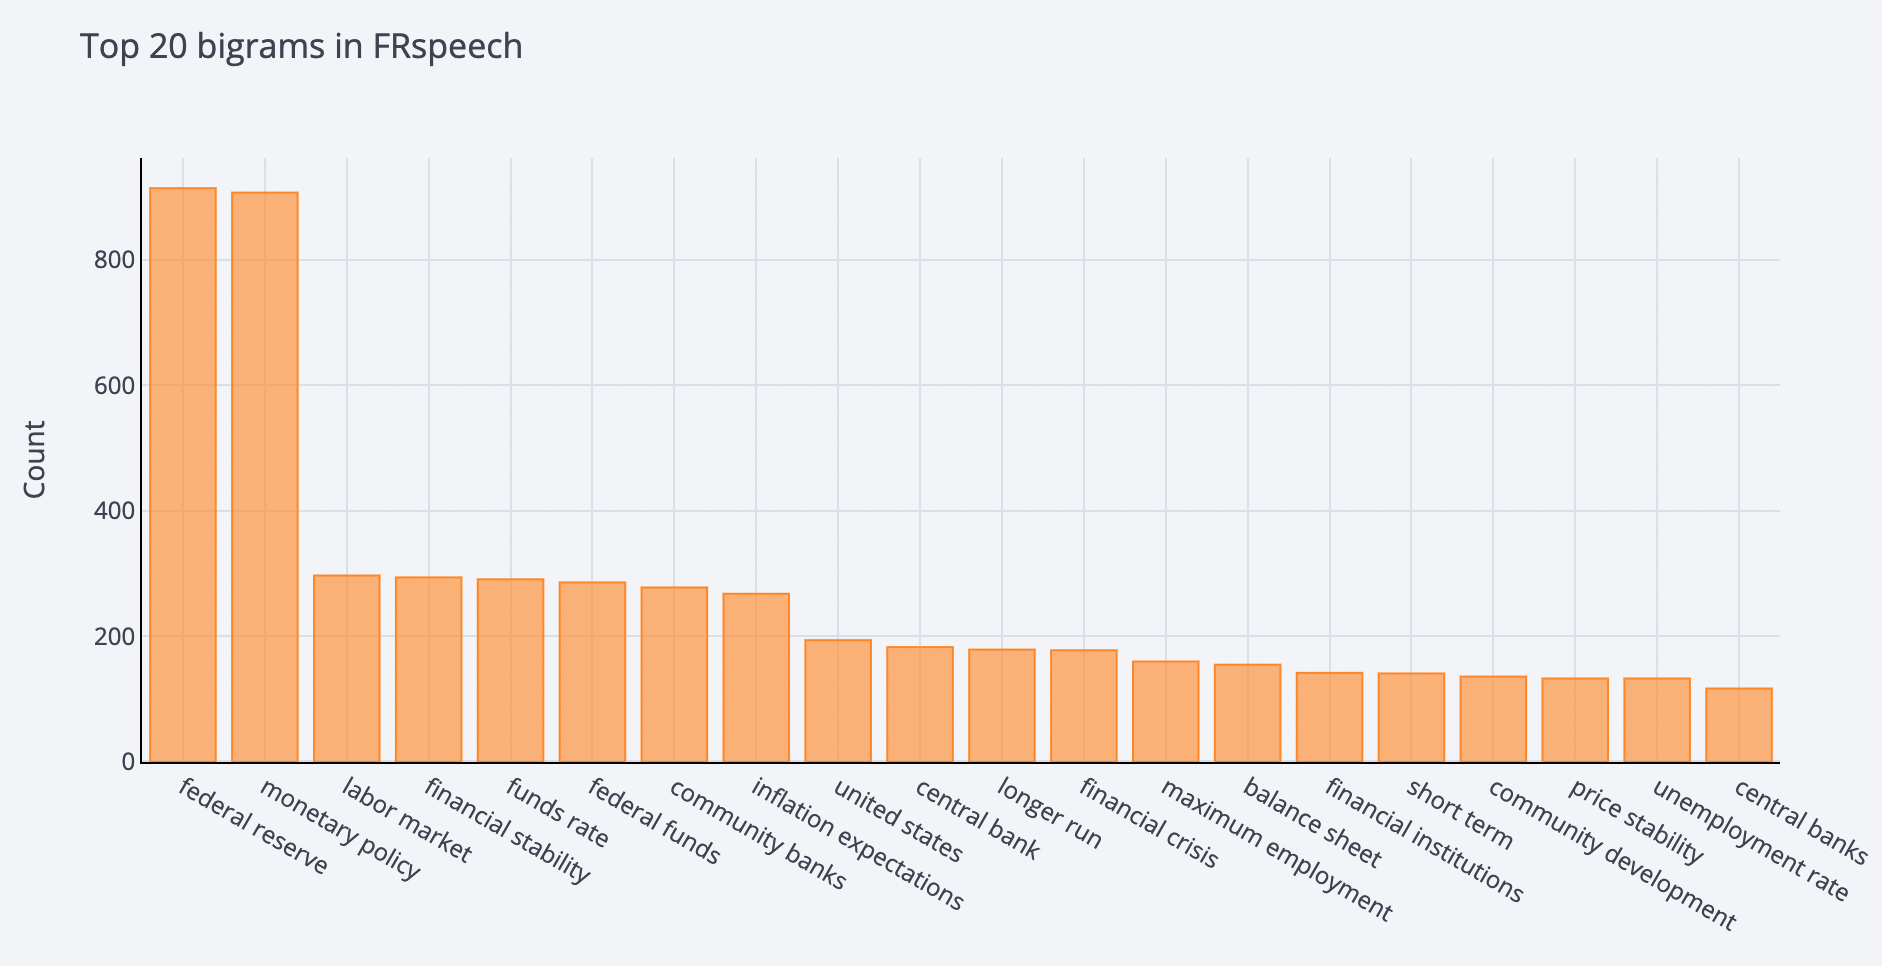 Top 20 bigrams in FRspeech
Count
800
600
400
200
0
federal reserve
monetary policy
labor market
financial stability
funds rate
federal funds
community banks
inflation expectations
united states
central bank
longer run
financial crisis
maximum employment
balance sheet
financial institutions
short term
community development
price stability
unemployment rate
central banks